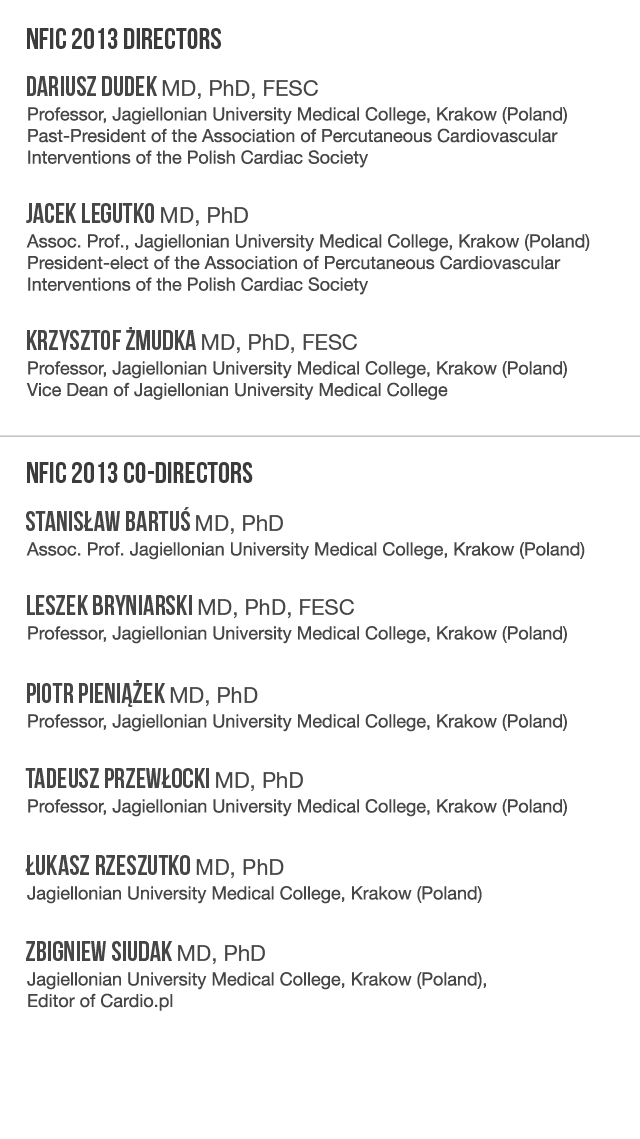 NFIC 2013 DIRECTORS
DARIUSZ DUDEK MD, PhD, FESC
Professor, Jagiellonian University Medical College, Krakow (Poland)
Past-President of the Association of Percutaneous Cardiovascular
Interventions of the Polish Cardiac Society
JACEK LEGUTKO MD, PhD
Assoc. Prof., Jagiellonian University Medical College, Krakow (Poland)
President-elect of the Association of Percutaneous Cardiovascular
Interventions of the Polish Cardiac Society
KRZYSZTOF ŻMUDKA MD, PhD, FESC
Professor, Jagiellonian University Medical College, Krakow (Poland)
Vice Dean of Jagiellonian University Medical College
NFIC 2013 CO-DIRECTORS
STANISŁAW BARTUŚ MD, PhD
Assoc. Prof. Jagiellonian University Medical College, Krakow (Poland)
LESZEK BRYNIARSKI MD, PhD, FESC
Professor, Jagiellonian University Medical College, Krakow (Poland)
PIOTR PIENIĄŻEK MD, PhD
Professor, Jagiellonian University Medical College, Krakow (Poland)
TADEUSZ PRZEWŁOCKI MD, PhD
Professor, Jagiellonian University Medical College, Krakow (Poland)
ŁUKASZ RZESZUTKO MD, PhD
Jagiellonian University Medical College, Krakow (Poland)
ZBIGNIEW SIUDAK MD, PhD
Jagiellonian University Medical College, Krakow (Poland),
Editor of Cardio.pl